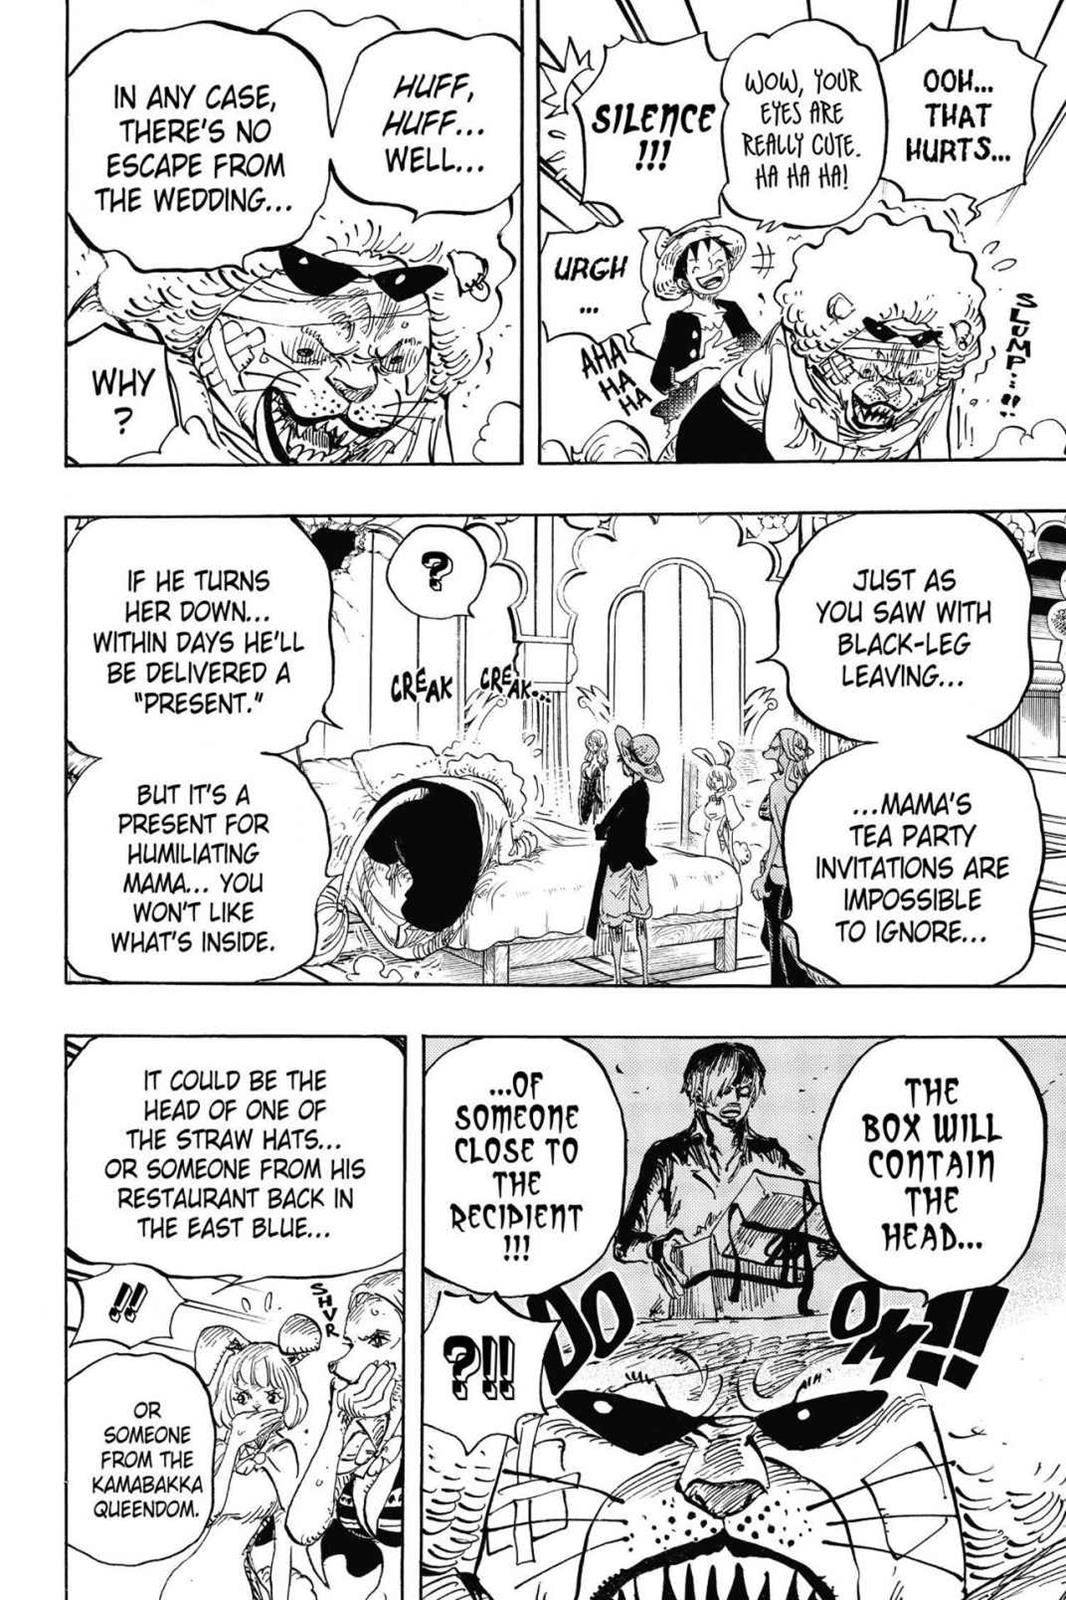 OOH...
THAT
HURTS...
WOW, YOUR
EYES ARE
REALLY CUTE.
HA HA HA!
SILENCE
!!!
URGH
...
AHA
HA
HA
SLUMP...!!
HUFF,
HUFF...
WELL...
IN ANY CASE,
THERE'S NO
ESCAPE FROM
THE WEDDING...
WHY
?
JUST AS
YOU SAW WITH
BLACK-LEG
LEAVING...
...MAMA'S
TEA PARTY
INVITATIONS ARE
IMPOSSIBLE
TO IGNORE...
?
CREAK
CREAK...
IF HE TURNS
HER DOWN...
WITHIN DAYS HE'LL
BE DELIVERED A
"PRESENT."
BUT IT'S A
PRESENT FOR
HUMILIATING
MAMA... YOU
WON'T LIKE
WHAT'S INSIDE.
THE
BOX WILL
CONTAIN
THE
HEAD...
...OF
SOMEONE
CLOSE TO
THE
RECIPIENT
!!!
DOOM!!
?!!
IT COULD BE THE
HEAD OF ONE OF
THE STRAW HATS...
OR SOMEONE FROM HIS
RESTAURANT BACK IN
THE EAST BLUE...
!!
SHVR
OR
SOMEONE
FROM THE
KAMABAKKA
QUEENDOM.